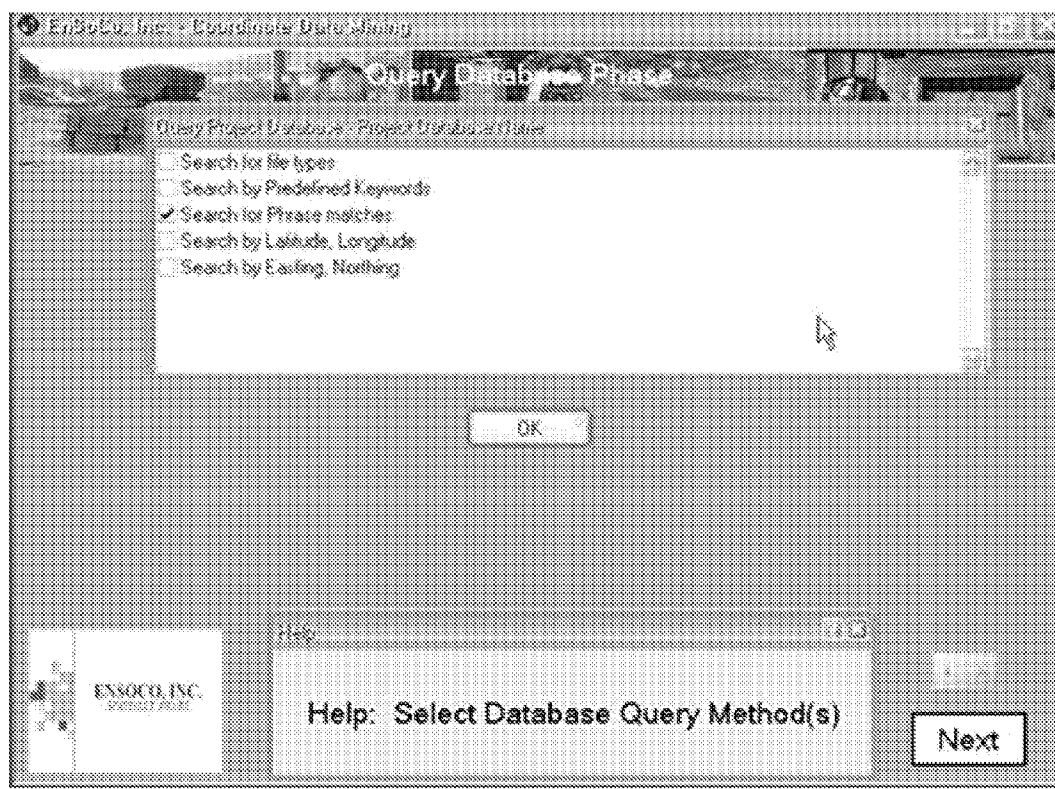 EnSoCo, Inc. - Coordinate Data Mining
Query Database Phase
Query Project Database - Project Database Name
Search for file types
Search by Predefined Keywords
Search for Phrase matches
Search by Latitude, Longitude
Search by Easting, Northing
OK
Help
ENSOCO, INC.
Help: Select Database Query Method(s)
Next